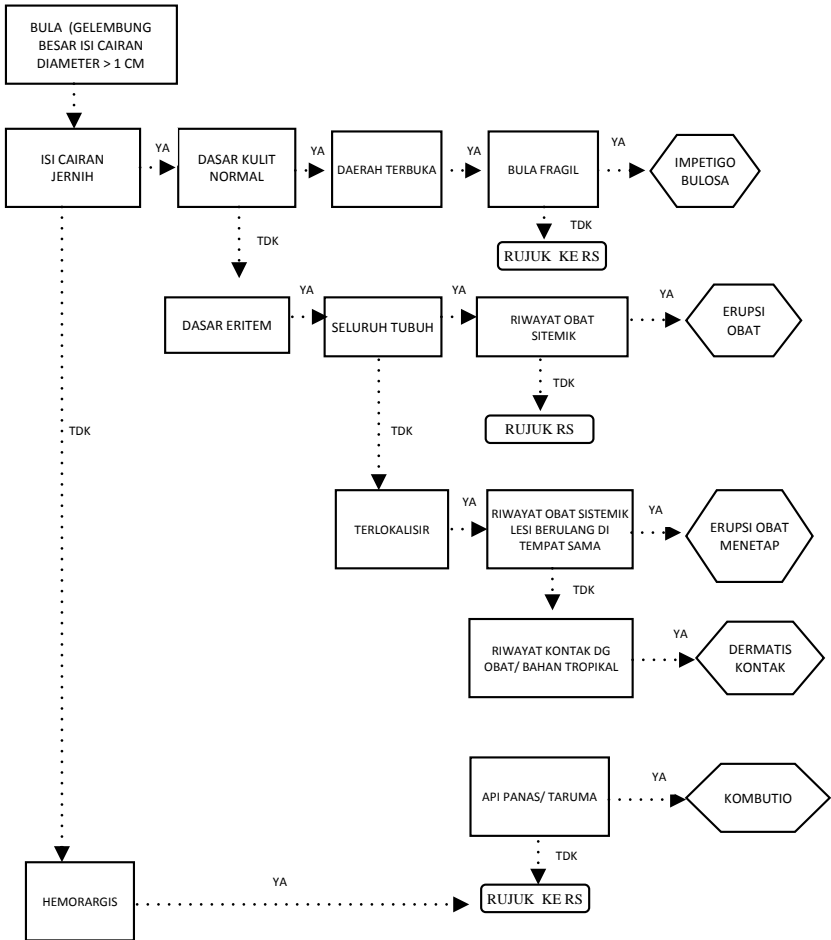 BULA (GELEMBUNG
BESAR ISI CAIRAN
DIAMETER > 1 CM
ISI CAIRAN
JERNIH
YA
DASAR KULIT
NORMAL
YA
DAERAH TERBUKA
YA
BULA FRAGIL
YA
IMPETIGO
BULOSA
TDK
TDK
RUJUK KE RS
DASAR ERITEM
YA
SELURUH TUBUH
YA
RIWAYAT OBAT
SITEMIK
YA
ERUPSI
OBAT
TDK
TDK
TDK
RUJUK RS
TERLOKALISIR
YA
RIWAYAT OBAT SISTEMIK
LESI BERULANG DI
TEMPAT SAMA
YA
ERUPSI OBAT
MENETAP
TDK
RIWAYAT KONTAK DG
OBAT/ BAHAN TROPIKAL
YA
DERMATIS
KONTAK
API PANAS/ TARUMA
YA
KOMBUTIO
TDK
HEMORARGIS
YA
RUJUK KE RS